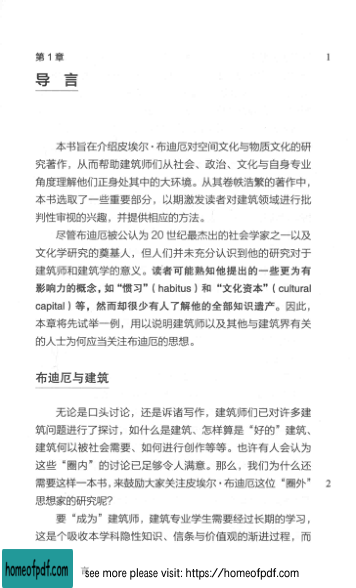 第 1 章
1
导 言
本书旨在介绍皮埃尔·布迪厄对空间文化与物质文化的研
究著作，从而帮助建筑师们从社会、政治、文化与自身专业
角度理解他们正身处其中的大环境。从其卷帙浩繁的著作中，
本书选取了一些重要部分，以期激发读者对建筑领域进行批
判性审视的兴趣，并提供相应的方法。
尽管布迪厄被公认为 20 世纪最杰出的社会学家之一以及
文化学研究的奠基人，但人们并未充分认识到他的研究对于
建筑师和建筑学的意义。读者可能熟知他提出的一些更为有
影响力的概念，如“惯习”（habitus）和“文化资本”（cultural
capital）等，然而却很少有人了解他的全部知识遗产。因此，
本章将先试举一例，用以说明建筑师以及其他与建筑界有关
的人士为何应当关注布迪厄的思想。
布迪厄与建筑
无论是口头讨论，还是诉诸写作，建筑师们已对许多建
筑问题进行了探讨，如什么是建筑、怎样算是“好的”建筑、
建筑何以被社会需要、如何进行创作等等。也许有人会认为
这些“圈内”的讨论已足够令人满意。那么，我们为什么还
需要这样一本书，来鼓励大家关注皮埃尔·布迪厄这位“圈外”
2
思想家的研究呢？
要“成为”建筑师，建筑专业学生需要经过长期的学习，
这是个吸收本学科隐性知识、信条与价值观的渐进过程，而
homeofpdf.com
言
see more please visit: https://homeofpdf.com